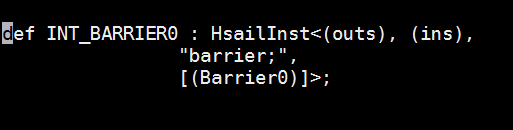 def INT_BARRIER0 : HsailInst<(outs), (ins),
"barrier;",
[(Barrier0)]>;